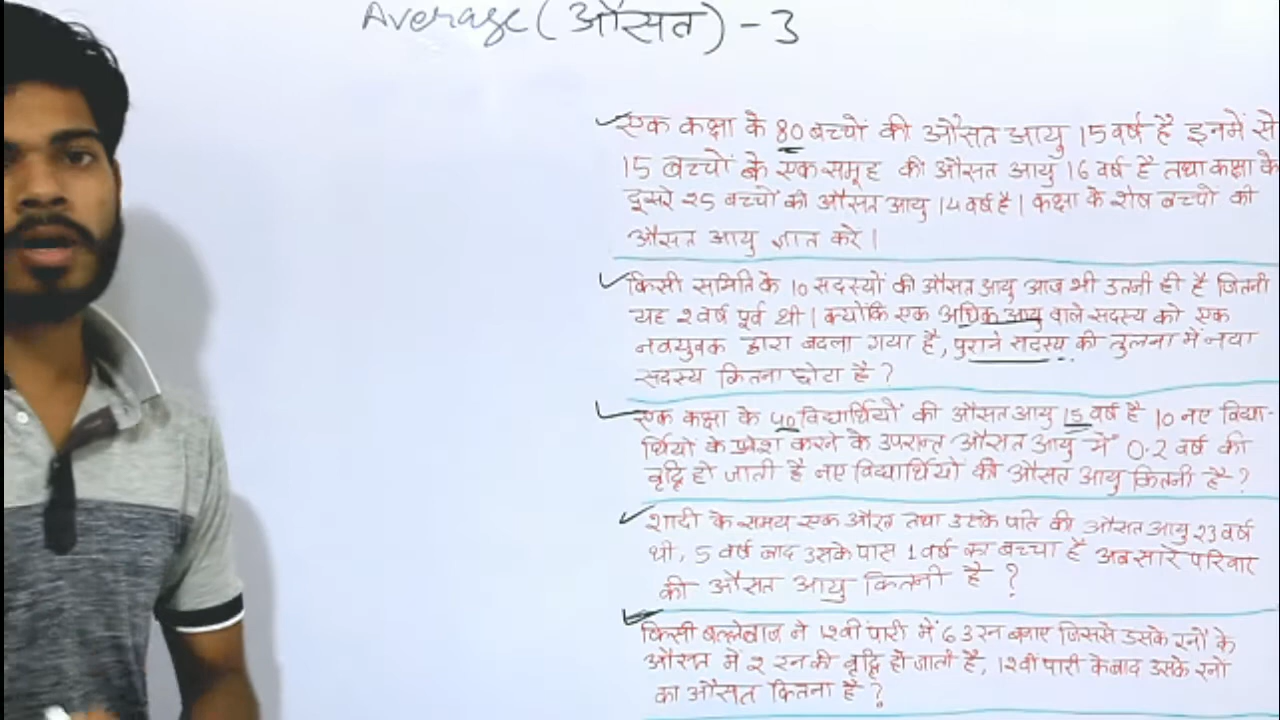 Average (औसत) - 3
एक कक्षा के 80 बच्चों की औसत आयु 15 वर्ष है इनमें से
15 बच्चों के एक समूह की औसत आयु 16 वर्ष है तथा कक्षा के
दूसरे 25 बच्चों की औसत आयु 14 वर्ष है। कक्षा के शेष बच्चों की
औसत आयु ज्ञात करे।
किसी समिति के 10 सदस्यों की औसत आयु आज भी उतनी ही है जितनी
यह 2 वर्ष पूर्व थी। क्योंकि एक अधिक आयु वाले सदस्य को एक
नवयुवक द्वारा बदला गया है, पुराने सदस्य की तुलना में नया
सदस्य कितना छोटा है?
एक कक्षा के 40 विद्यार्थियों की औसत आयु 15 वर्ष है 10 नए विद्या-
र्थियों के प्रवेश करने के उपरान्त औसत आयु में 0.2 वर्ष की
वृद्धि हो जाती है नए विद्यार्थियों की औसत आयु कितनी है?
शादी के समय एक औरत तथा उसके पति की औसत आयु 23 वर्ष
थी, 5 वर्ष बाद उसके पास 1 वर्ष का बच्चा है अब सारे परिवार
की औसत आयु कितनी है?
किसी बल्लेबाज ने 12वीं पारी में 63 रन बनाए जिससे उसके रनों के
औसत में 2 रन की वृद्धि हो जाती है, 12वीं पारी के बाद उसके रनों
का औसत कितना है?